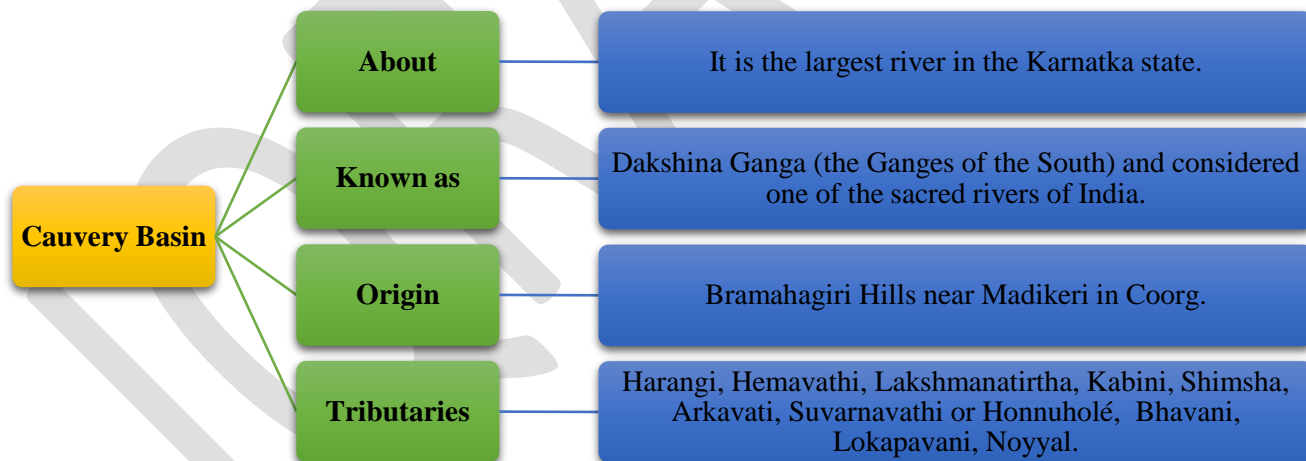 Cauvery Basin
About
It is the largest river in the Karnatka state.
Known as
Dakshina Ganga (the Ganges of the South) and considered
one of the sacred rivers of India.
Origin
Bramahagiri Hills near Madikeri in Coorg.
Tributaries
Harangi, Hemavathi, Lakshmanatirtha, Kabini, Shimsha,
Arkavati, Suvarnavathi or Honnuholé, Bhavani,
Lokapavani, Noyyal.